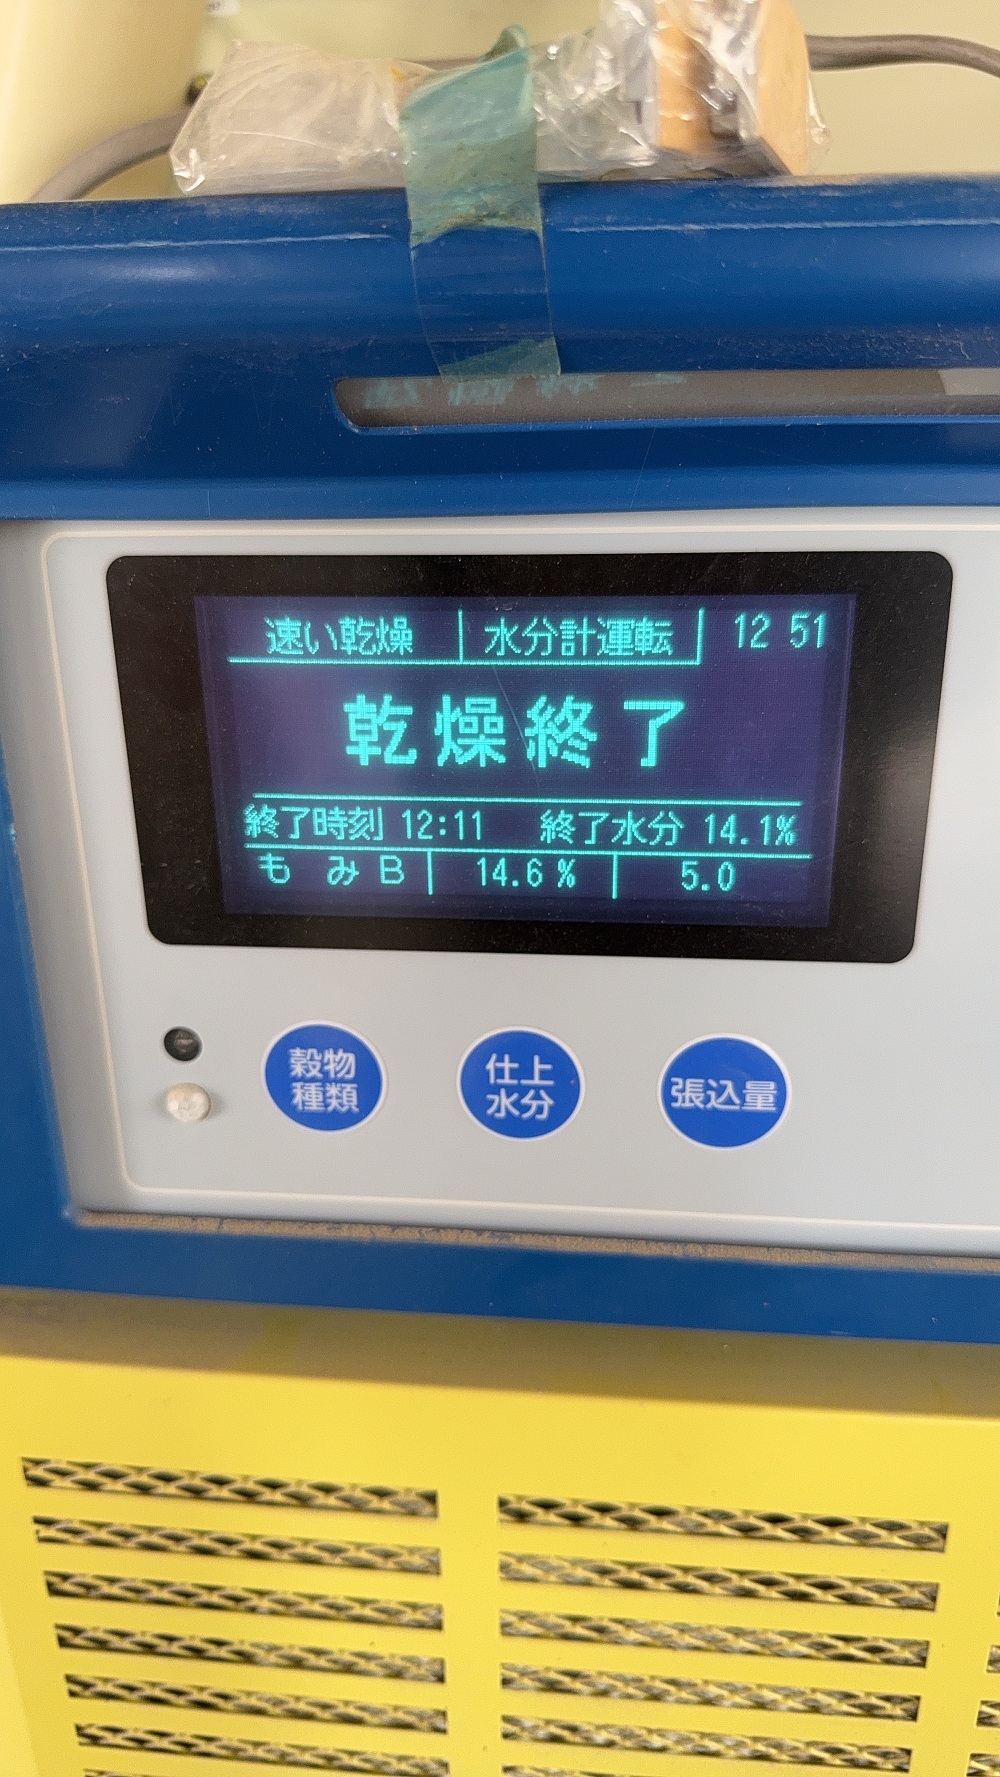 速い乾燥 水分計運転 12 51
乾燥終了
終了時刻 12:11 終了水分 14.1%
もみB 14.6% 5.0
穀物
種類
仕上
水分
張込量